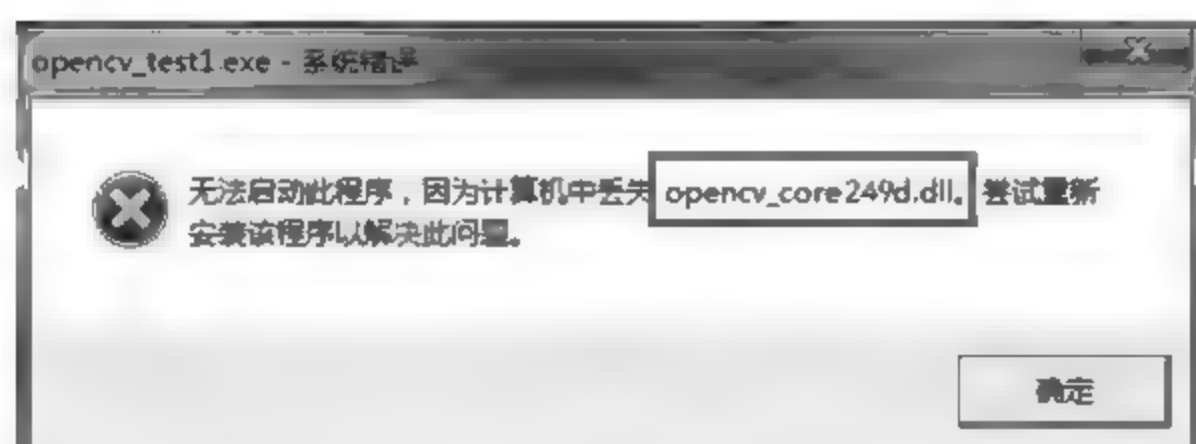 opencv_test1.exe - 系统错误
无法启动此程序，因为计算机中丢失 opencv_core249d.dll。尝试重新
安装该程序以解决此问题。
确定